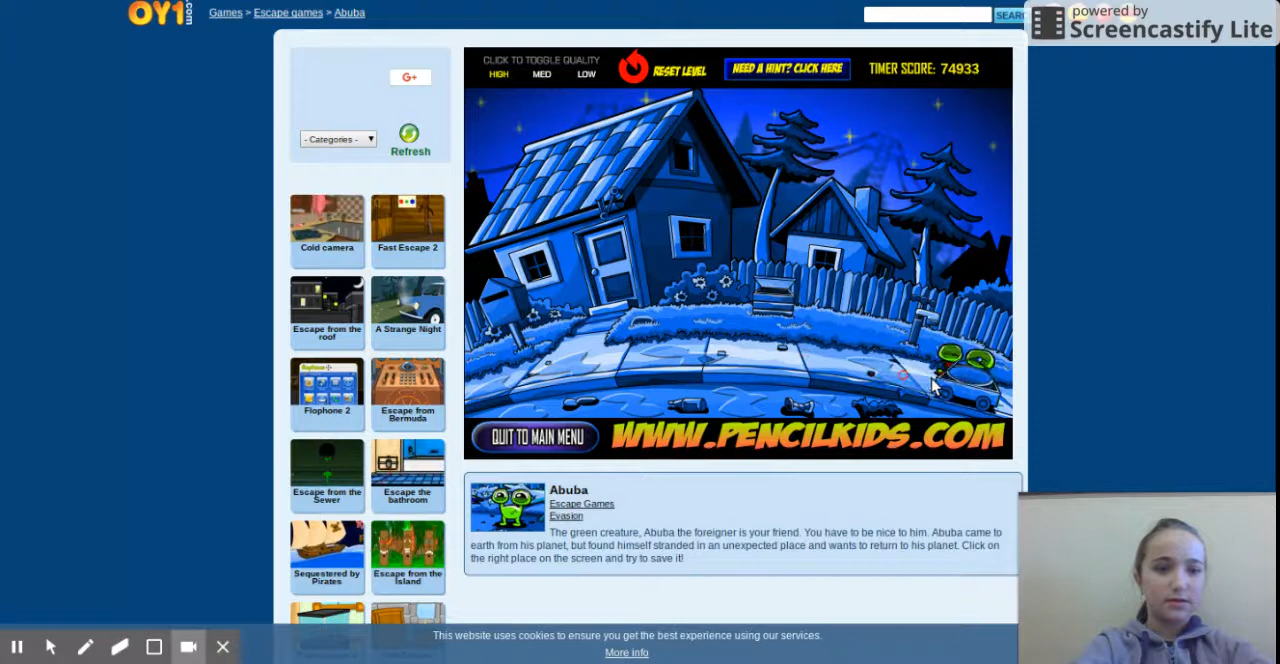 OY1.com
Games > Escape games > Abuba
SEARCH
powered by
Screencastify Lite
G+
- Categories -
Refresh
CLICK TO TOGGLE QUALITY
HIGH MED LOW
RESET LEVEL
NEED A HINT? CLICK HERE
TIMER SCORE: 74933
QUIT TO MAIN MENU
WWW.PENCILKIDS.COM
Cold camera
Fast Escape 2
Escape from the roof
A Strange Night
Flophone 2
Escape from Bermuda
Escape from the Sewer
Escape the bathroom
Sequestered by Pirates
Escape from the Island
Abuba
Escape Games
Evasion
The green creature, Abuba the foreigner is your friend. You have to be nice to him. Abuba came to
earth from his planet, but found himself stranded in an unexpected place and wants to return to his planet. Click on
the right place on the screen and try to save it!
This website uses cookies to ensure you get the best experience using our services.
More info